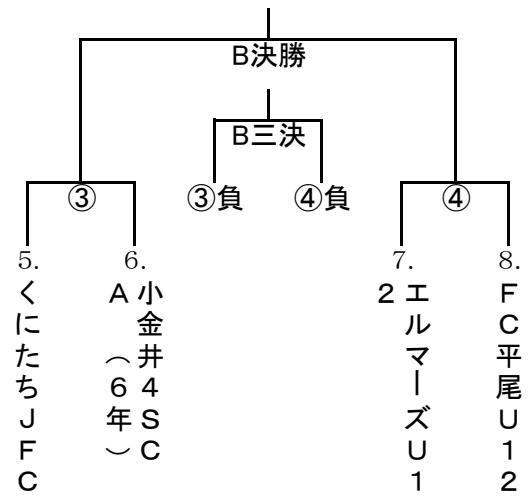 B決勝
B三決
③ ③負 ④負 ④
5. 6. 7. 8.
くにたちJFC
小金井4SC
A（6年）
エルマーズU1
2
FC平尾U12